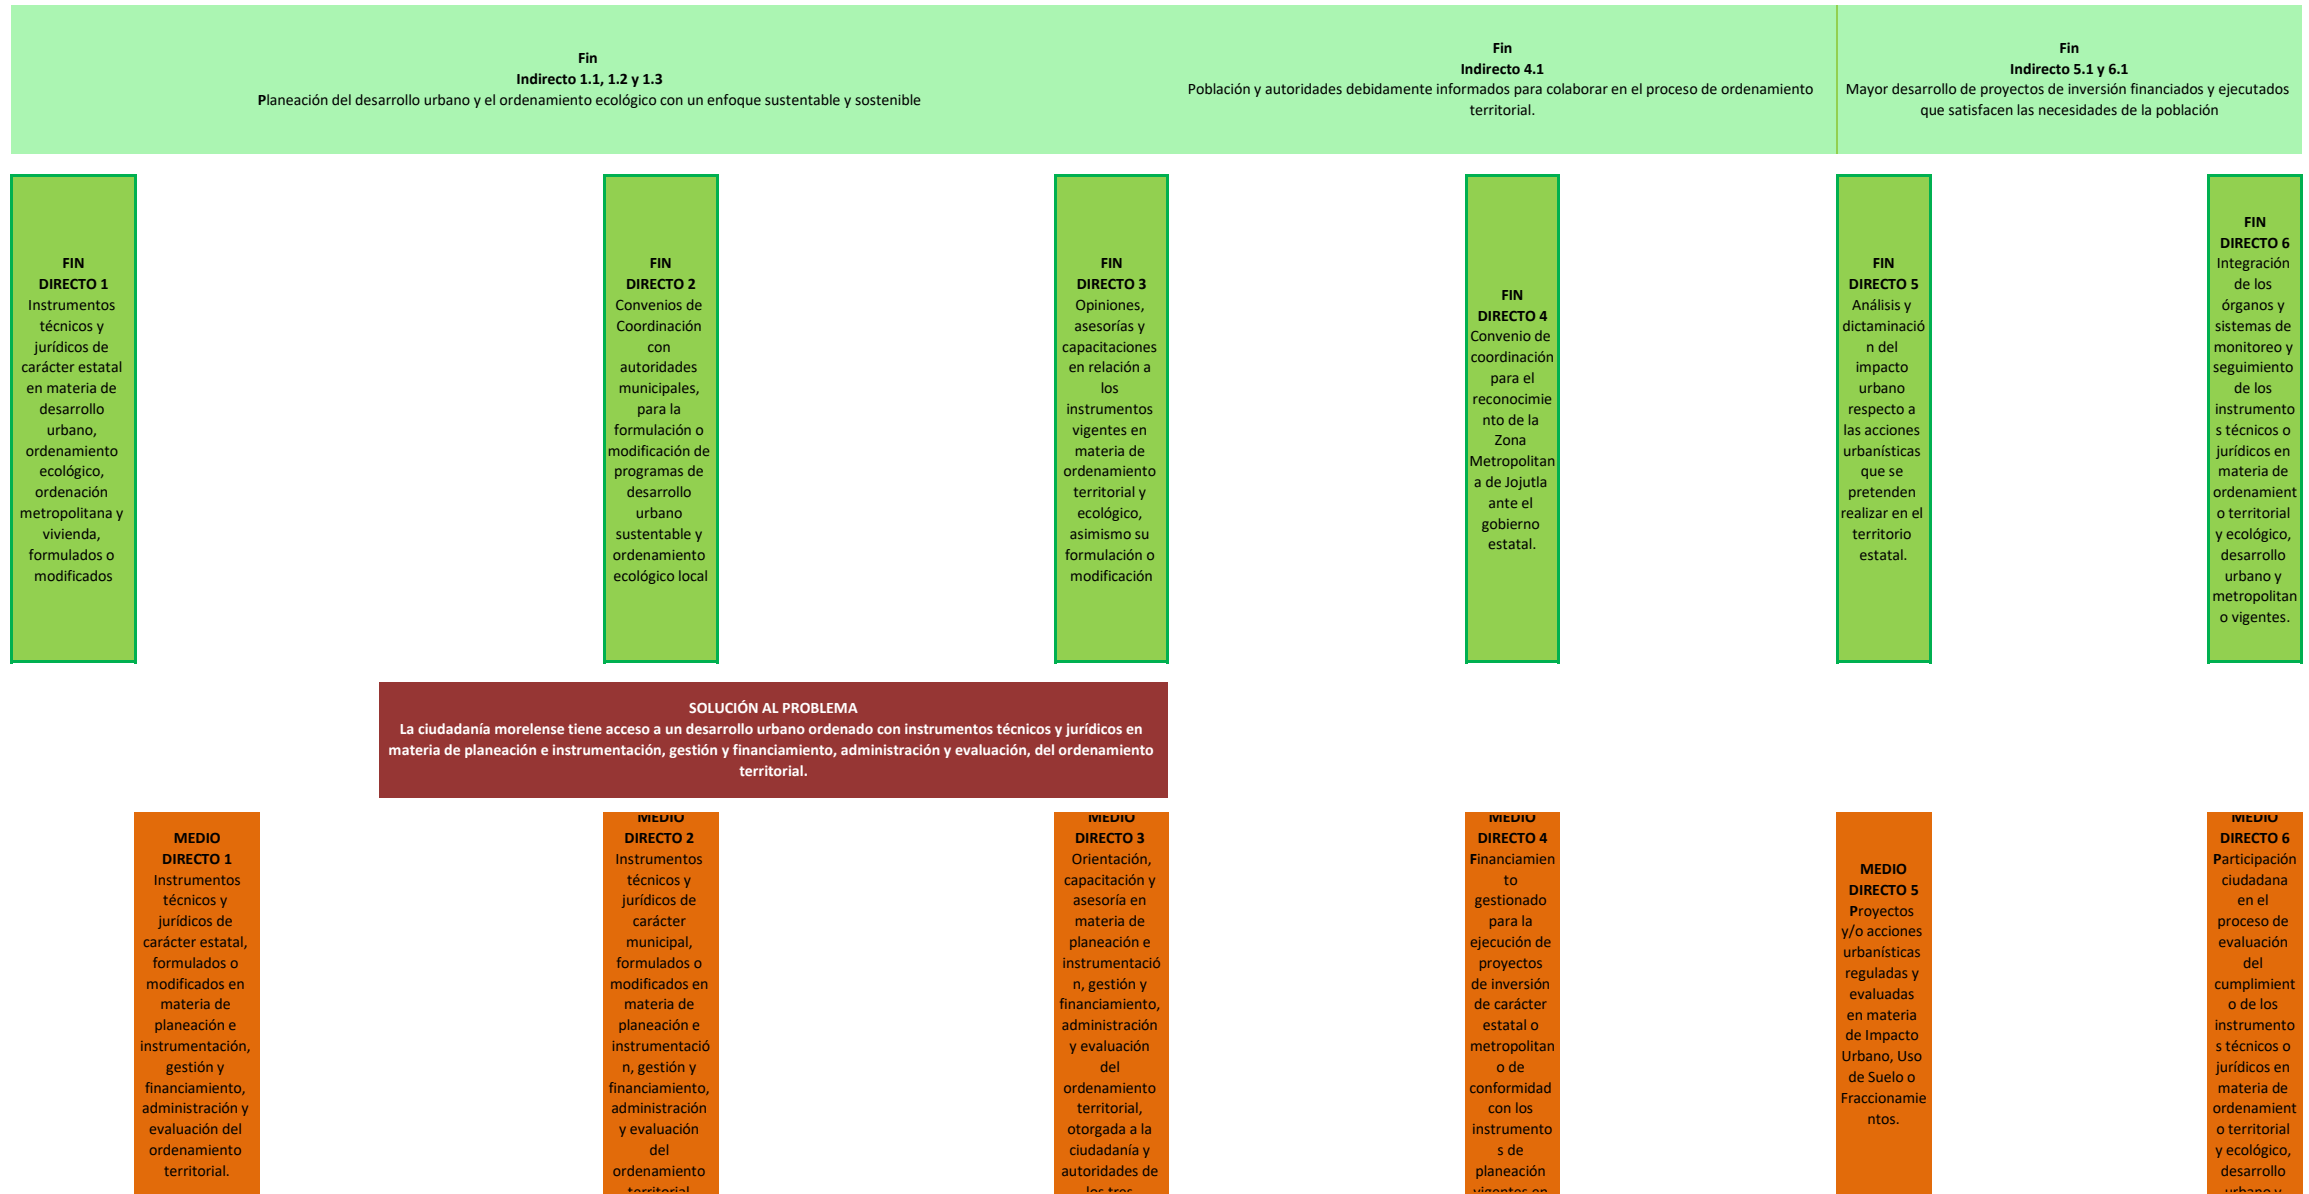 Fin
Indirecto 1.1, 1.2 y 1.3
Planeación del desarrollo urbano y el ordenamiento ecológico con un enfoque sustentable y sostenible
Fin
Indirecto 4.1
Población y autoridades debidamente informados para colaborar en el proceso de ordenamiento
territorial.
Fin
Indirecto 5.1 y 6.1
Mayor desarrollo de proyectos de inversión financiados y ejecutados
que satisfacen las necesidades de la población
FIN
DIRECTO 1
Instrumentos
técnicos y
jurídicos de
carácter estatal
en materia de
desarrollo
urbano,
ordenamiento
ecológico,
ordenación
metropolitana y
vivienda,
formulados o
modificados
FIN
DIRECTO 2
Convenios de
Coordinación
con
autoridades
municipales,
para la
formulación o
modificación de
programas de
desarrollo
urbano
sustentable y
ordenamiento
ecológico local
FIN
DIRECTO 3
Opiniones,
asesorías y
capacitaciones
en relación a
los
instrumentos
vigentes en
materia de
ordenamiento
territorial y
ecológico,
asimismo su
formulación o
modificación
FIN
DIRECTO 4
Convenio de
coordinación
para el
reconocimie
nto de la
Zona
Metropolitan
a de Jojutla
ante el
gobierno
estatal.
FIN
DIRECTO 5
Análisis y
dictaminació
n del
impacto
urbano
respecto a
las acciones
urbanísticas
que se
pretenden
realizar en el
territorio
estatal.
FIN
DIRECTO 6
Integración
de los
órganos y
sistemas de
monitoreo y
seguimiento
de los
instrumento
s técnicos o
jurídicos en
materia de
ordenamient
o territorial
y ecológico,
desarrollo
urbano y
metropolitan
o vigentes.
SOLUCIÓN AL PROBLEMA
La ciudadanía morelense tiene acceso a un desarrollo urbano ordenado con instrumentos técnicos y jurídicos en
materia de planeación e instrumentación, gestión y financiamiento, administración y evaluación, del ordenamiento
territorial.
MEDIO
DIRECTO 1
Instrumentos
técnicos y
jurídicos de
carácter estatal,
formulados o
modificados en
materia de
planeación e
instrumentación,
gestión y
financiamiento,
administración y
evaluación del
ordenamiento
territorial.
MEDIO
DIRECTO 2
Instrumentos
técnicos y
jurídicos de
carácter
municipal,
formulados o
modificados en
materia de
planeación e
instrumentació
n, gestión y
financiamiento,
administración
y evaluación
del
ordenamiento
territorial
MEDIO
DIRECTO 3
Orientación,
capacitación y
asesoría en
materia de
planeación e
instrumentació
n, gestión y
financiamiento,
administración
y evaluación
del
ordenamiento
territorial,
otorgada a la
ciudadanía y
autoridades de
los tres
MEDIO
DIRECTO 4
Financiamien
to
gestionado
para la
ejecución de
proyectos
de inversión
de carácter
estatal o
metropolitan
o de
conformidad
con los
instrumento
s de
planeación
vigentes en
MEDIO
DIRECTO 5
Proyectos
y/o acciones
urbanísticas
reguladas y
evaluadas
en materia
de Impacto
Urbano, Uso
de Suelo o
Fraccionamie
ntos.
MEDIO
DIRECTO 6
Participación
ciudadana
en el
proceso de
evaluación
del
cumplimient
o de los
instrumento
s técnicos o
jurídicos en
materia de
ordenamient
o territorial
y ecológico,
desarrollo
urbano y